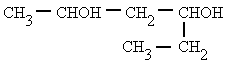 CH3 — CHOH — CH2 — CHOH
CH3 — CH2